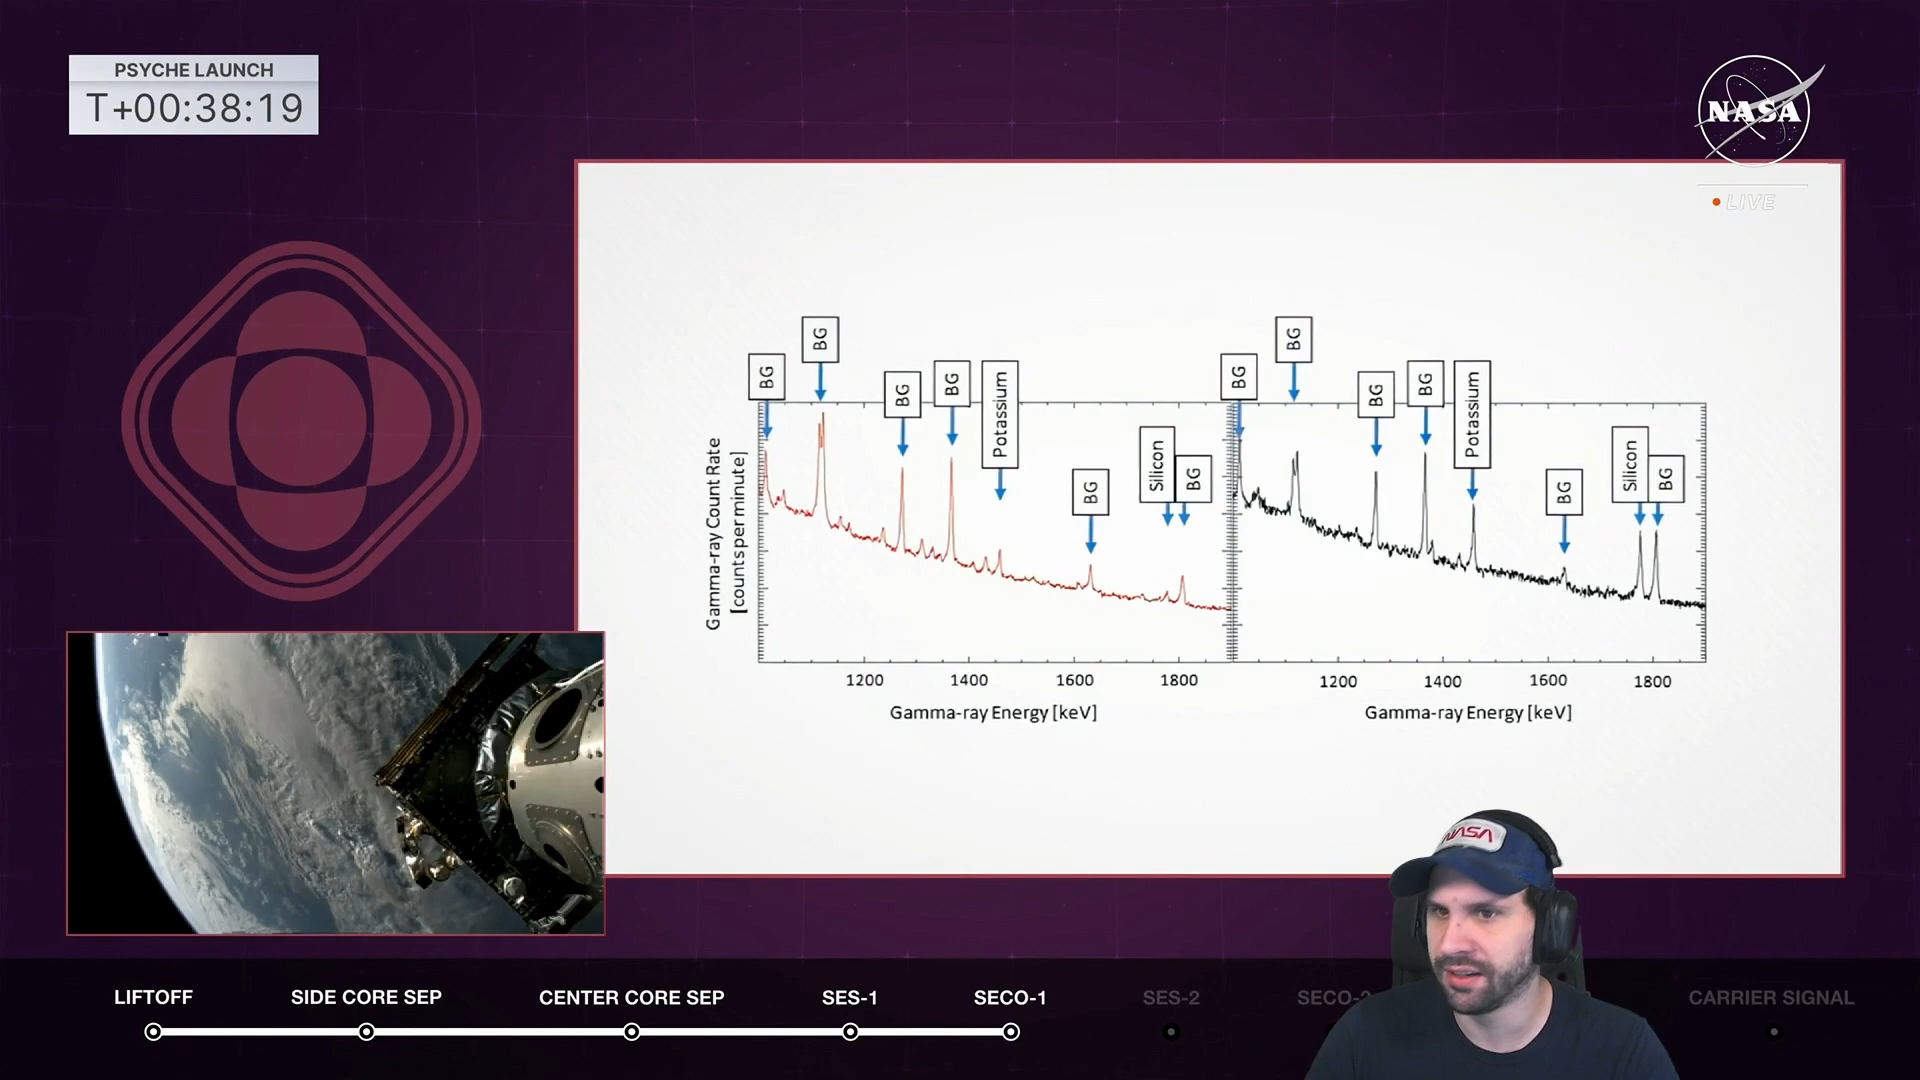 PSYCHE LAUNCH
T+00:38:19
NASA
LIVE
BG
BG
BG
BG
Potassium
BG
Silicon
BG
BG
BG
BG
BG
Potassium
BG
Silicon
BG
Gamma-ray Count Rate
[counts per minute]
1200 1400 1600 1800
1200 1400 1600 1800
Gamma-ray Energy [keV]
Gamma-ray Energy [keV]
NASA
LIFTOFF
SIDE CORE SEP
CENTER CORE SEP
SES-1
SECO-1
SES-2
CARRIER SIGNAL